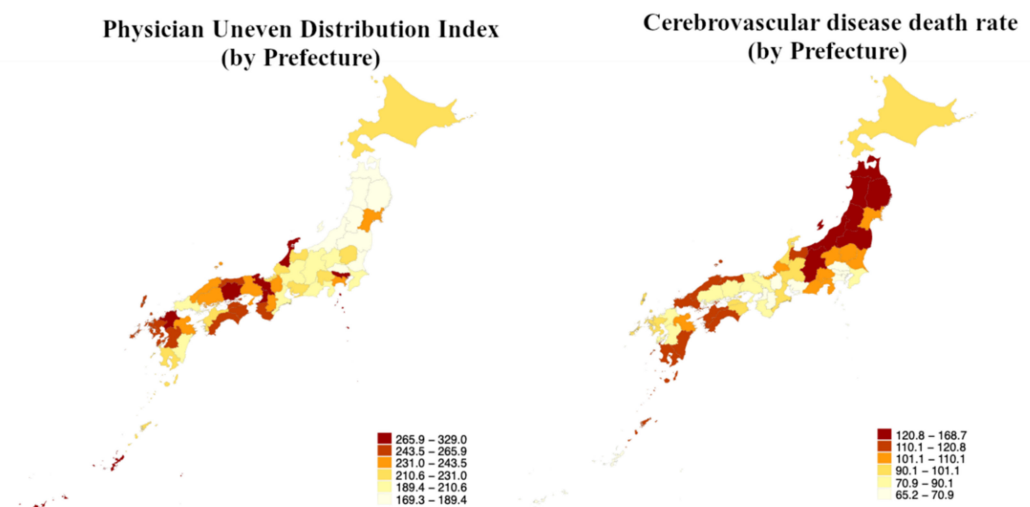 Physician Uneven Distribution Index
(by Prefecture)
Cerebrovascular disease death rate
(by Prefecture)
265.9 – 329.0
243.5 – 265.9
231.0 – 243.5
210.6 – 231.0
189.4 – 210.6
169.3 – 189.4
120.8 – 168.7
110.1 – 120.8
101.1 – 110.1
90.1 – 101.1
70.9 – 90.1
65.2 – 70.9